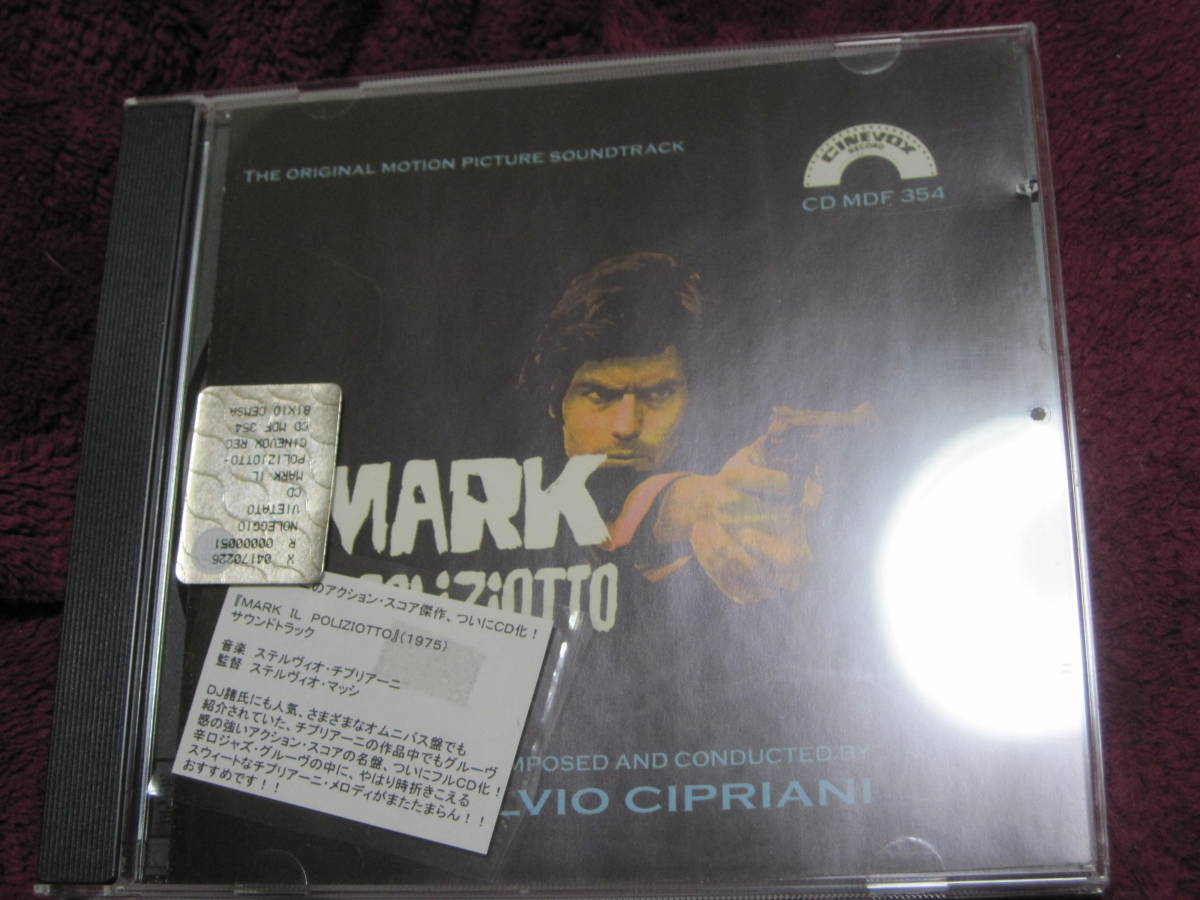 THE ORIGINAL MOTION PICTURE SOUNDTRACK
CINEVOX
RECORD
CD MDF 354
MARK
POLIZIOTTO
X 04170226
R 00000051
NOLEGGIO
VIETATO
CD
MARK IL
POLIZIOTTO-
CINEVOX REC
CD MDF 354
BIXIO CEMSA
のアクション・スコア傑作、ついにCD化!
『MARK IL POLIZIOTTO』(1975)
サウンドトラック
音楽 ステルヴィオ・チプリアーニ
監督 ステルヴィオ・マッシ
DJ諸氏にも人気、さまざまなオムニバス盤でも
紹介されていた、チプリアーニの作品中でもグルーヴ
感の強いアクション・スコアの名盤、ついにフルCD化!
辛口ジャズ・グルーヴの中に、やはり時折きこえる
スウィートなチプリアーニ・メロディがまたたまらん!!
おすすめです!!
MPOSED AND CONDUCTED BY
LVIO CIPRIANI